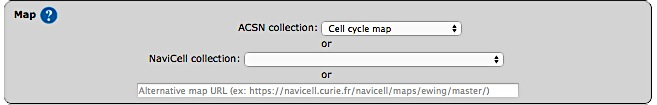 Map ?
ACSN collection: Cell cycle map
or
NaviCell collection:
or
Alternative map URL (ex: https://navicell.curie.fr/navicell/maps/ewing/master/)